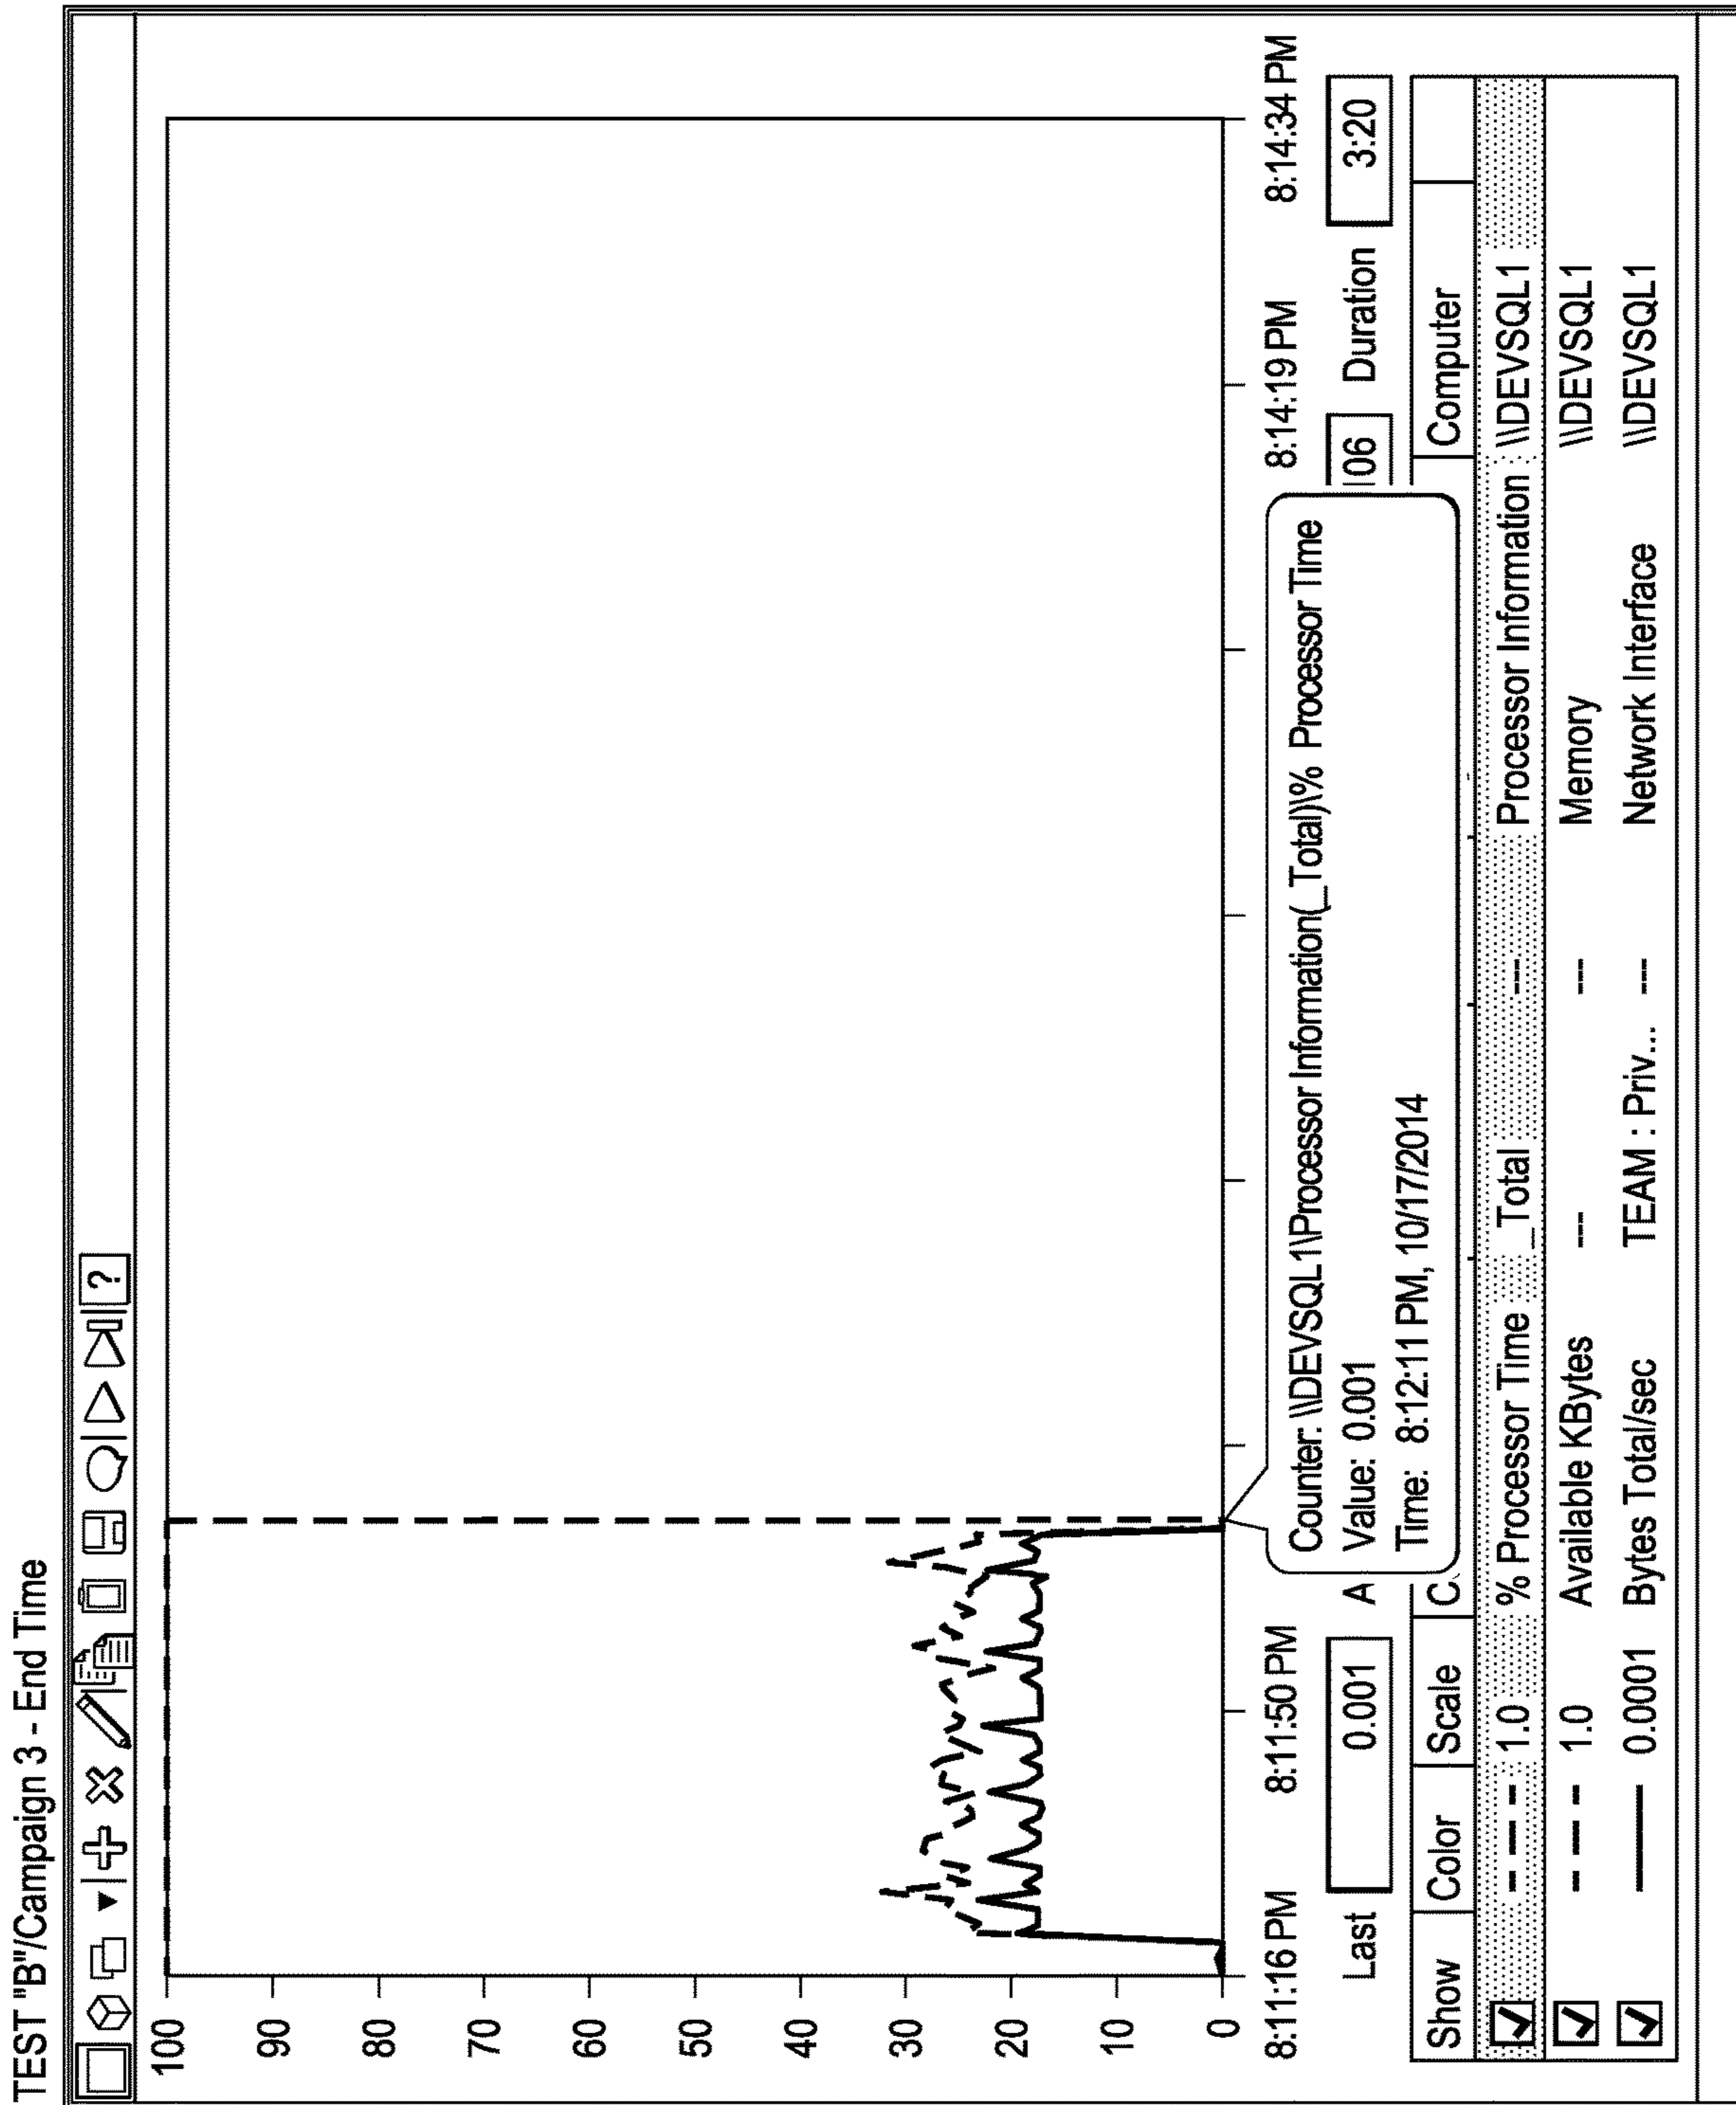 TEST "B"/Campaign 3 - End Time
?
100
90
80
70
60
50
40
30
20
10
0
8:11:16 PM 8:11:50 PM 8:14:19 PM 8:14:34 PM
Last 0.001 A 106 Duration 3:20
Counter: \\DEVSQL1\Processor Information(_Total)\% Processor Time
Value: 0.001
Time: 8:12:11 PM, 10/17/2014
Show Color Scale C Computer
1.0 % Processor Time _Total --- Processor Information \\DEVSQL1
1.0 Available KBytes --- --- Memory \\DEVSQL1
0.0001 Bytes Total/sec TEAM : Priv... --- Network Interface \\DEVSQL1